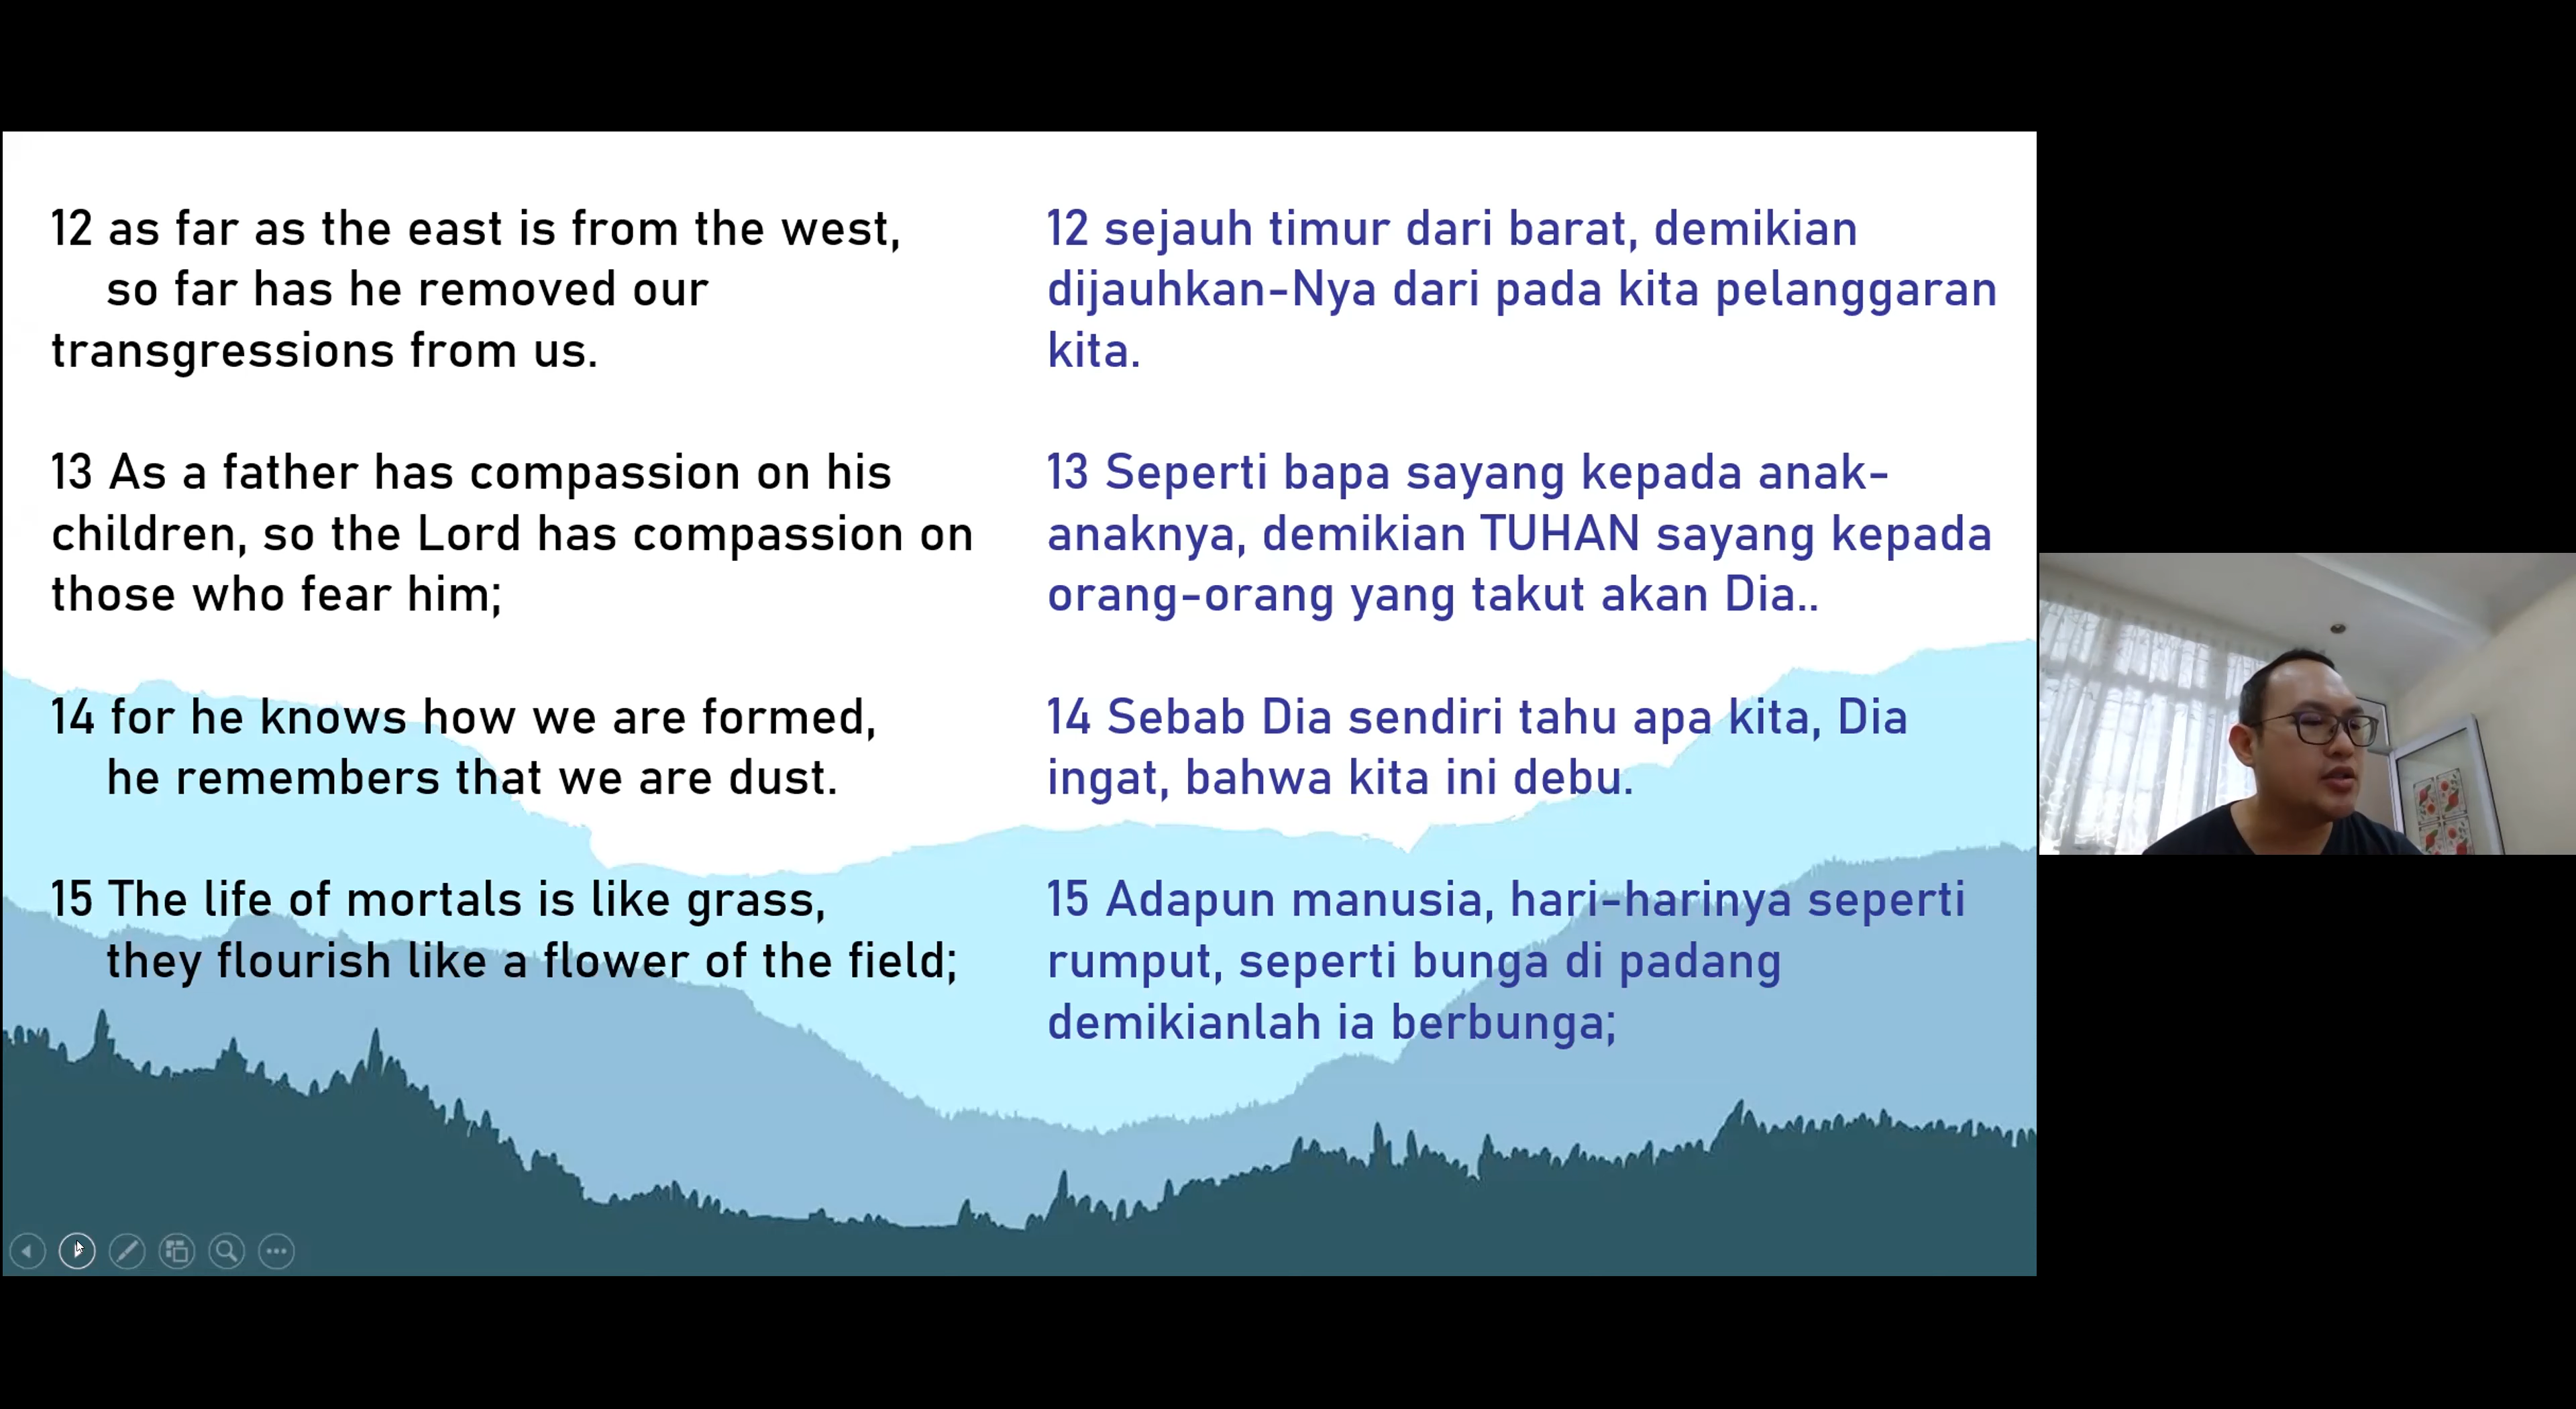 12 as far as the east is from the west,
so far has he removed our
transgressions from us.
13 As a father has compassion on his
children, so the Lord has compassion on
those who fear him;
14 for he knows how we are formed,
he remembers that we are dust.
15 The life of mortals is like grass,
they flourish like a flower of the field;
12 sejauh timur dari barat, demikian
dijauhkan-Nya dari pada kita pelanggaran
kita.
13 Seperti bapa sayang kepada anak-
anaknya, demikian TUHAN sayang kepada
orang-orang yang takut akan Dia..
14 Sebab Dia sendiri tahu apa kita, Dia
ingat, bahwa kita ini debu.
15 Adapun manusia, hari-harinya seperti
rumput, seperti bunga di padang
demikianlah ia berbunga;